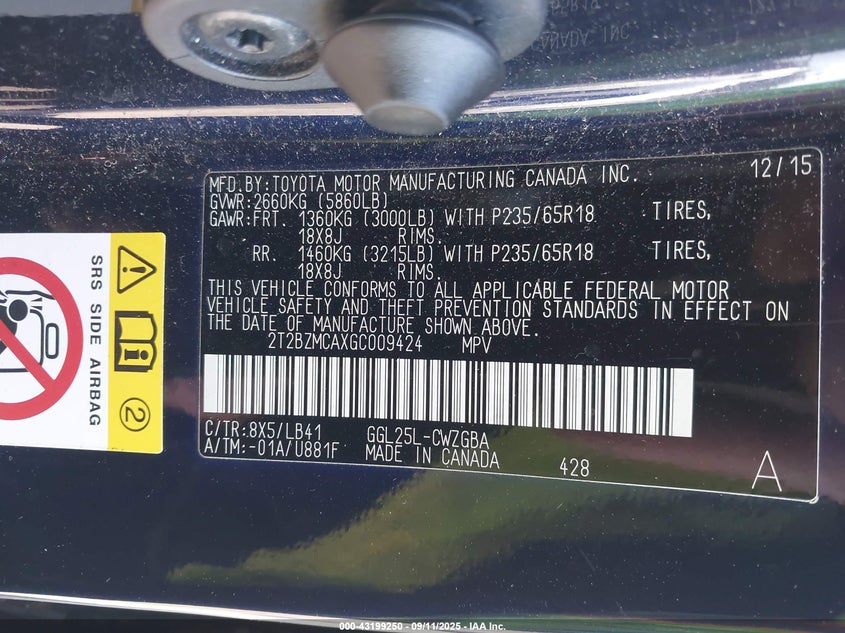 MFD.BY:TOYOTA MOTOR MANUFACTURING CANADA INC. 12/15
GVWR:2660KG (5860LB)
GAWR:FRT. 1360KG (3000LB) WITH P235/65R18 TIRES,
18X8J RIMS.
RR. 1460KG (3215LB) WITH P235/65R18 TIRES,
18X8J RIMS.
THIS VEHICLE CONFORMS TO ALL APPLICABLE FEDERAL MOTOR
VEHICLE SAFETY AND THEFT PREVENTION STANDARDS IN EFFECT ON
THE DATE OF MANUFACTURE SHOWN ABOVE.
2T2BZMCAXGC009424 MPV
C/TR:8X5/LB41 GGL25L-CWZGBA
A/TM:-01A/U881F MADE IN CANADA 428 A
SRS SIDE AIRBAG
2
65R18
CANADA INC
000-43199250 - 09/11/2025 - IAA Inc.